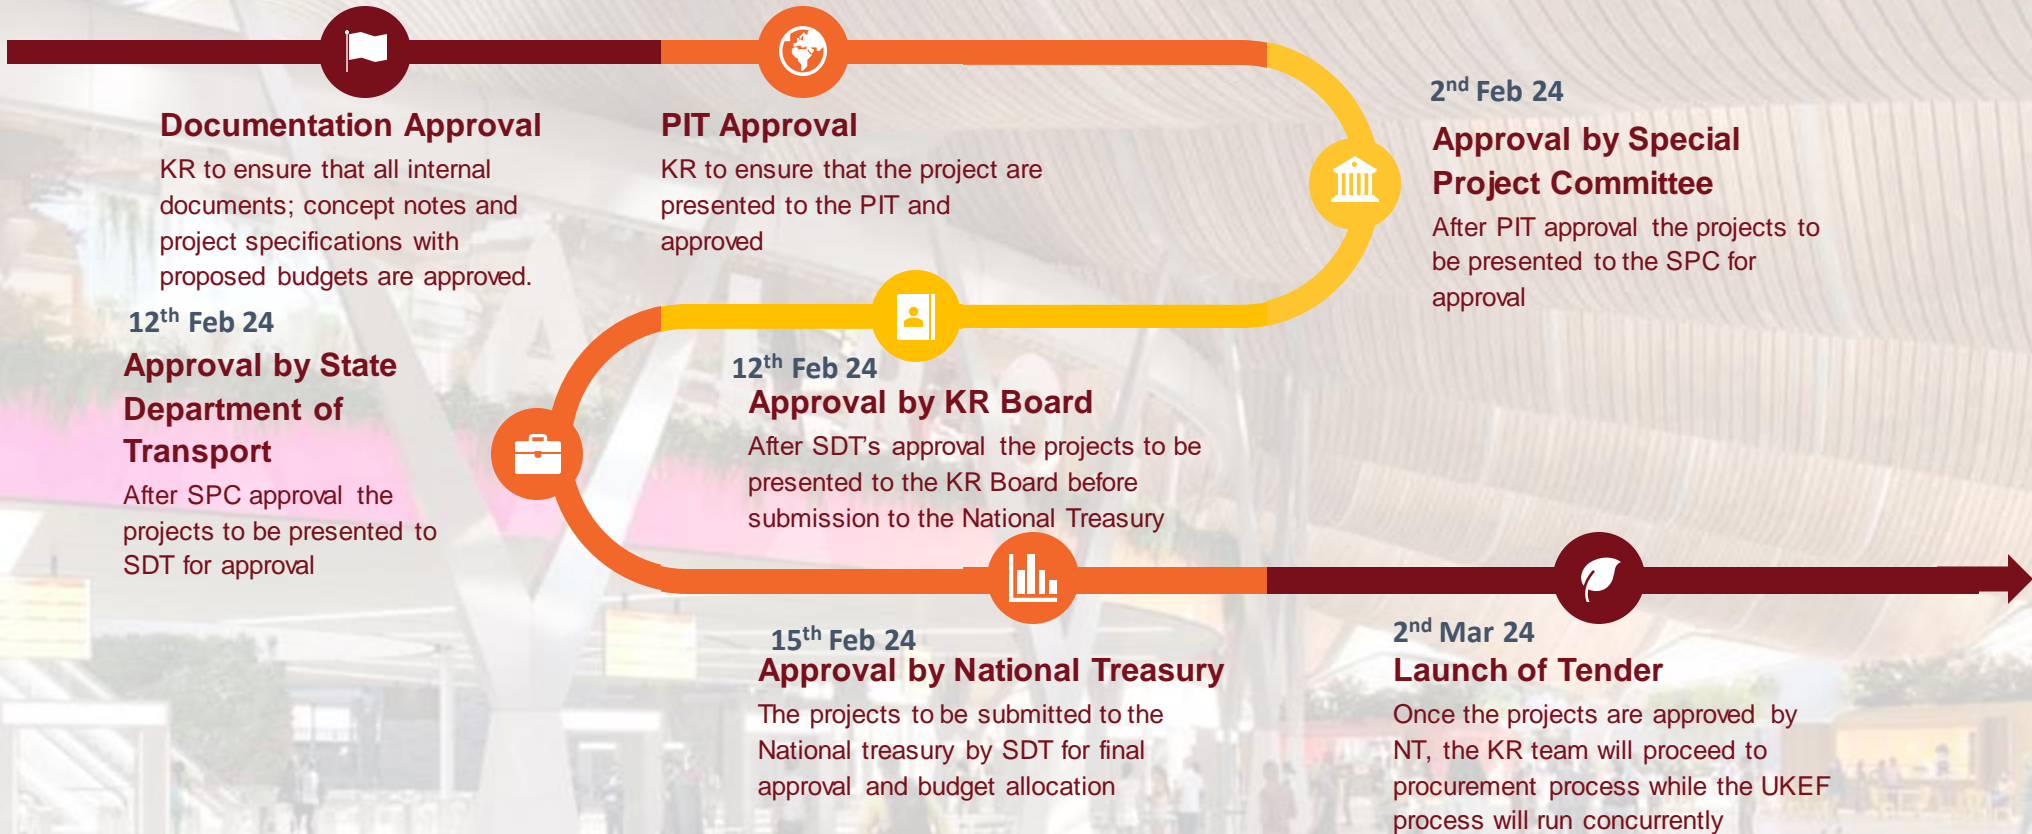 Documentation Approval
KR to ensure that all internal
documents; concept notes and
project specifications with
proposed budgets are approved.
PIT Approval
KR to ensure that the project are
presented to the PIT and
approved
2nd Feb 24
Approval by Special
Project Committee
After PIT approval the projects to
be presented to the SPC for
approval
12th Feb 24
Approval by KR Board
After SDT's approval the projects to be
presented to the KR Board before
submission to the National Treasury
12th Feb 24
Approval by State
Department of
Transport
After SPC approval the
projects to be presented to
SDT for approval
15th Feb 24
Approval by National Treasury
The projects to be submitted to the
National treasury by SDT for final
approval and budget allocation
2nd Mar 24
Launch of Tender
Once the projects are approved by
NT, the KR team will proceed to
procurement process while the UKEF
process will run concurrently